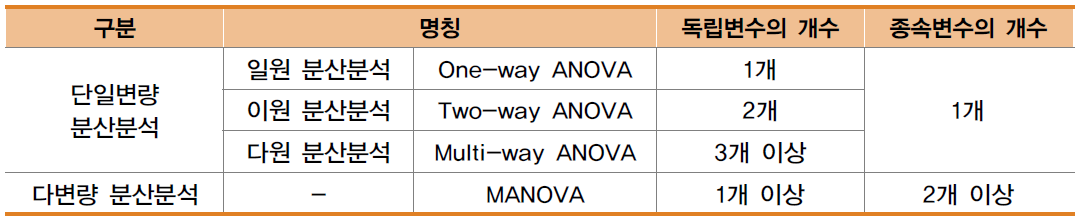 구분 명칭 독립변수의 개수 종속변수의 개수
단일변량
분산분석
일원 분산분석 One-way ANOVA 1개
이원 분산분석 Two-way ANOVA 2개
다원 분산분석 Multi-way ANOVA 3개 이상
1개
다변량 분산분석 - MANOVA 1개 이상 2개 이상